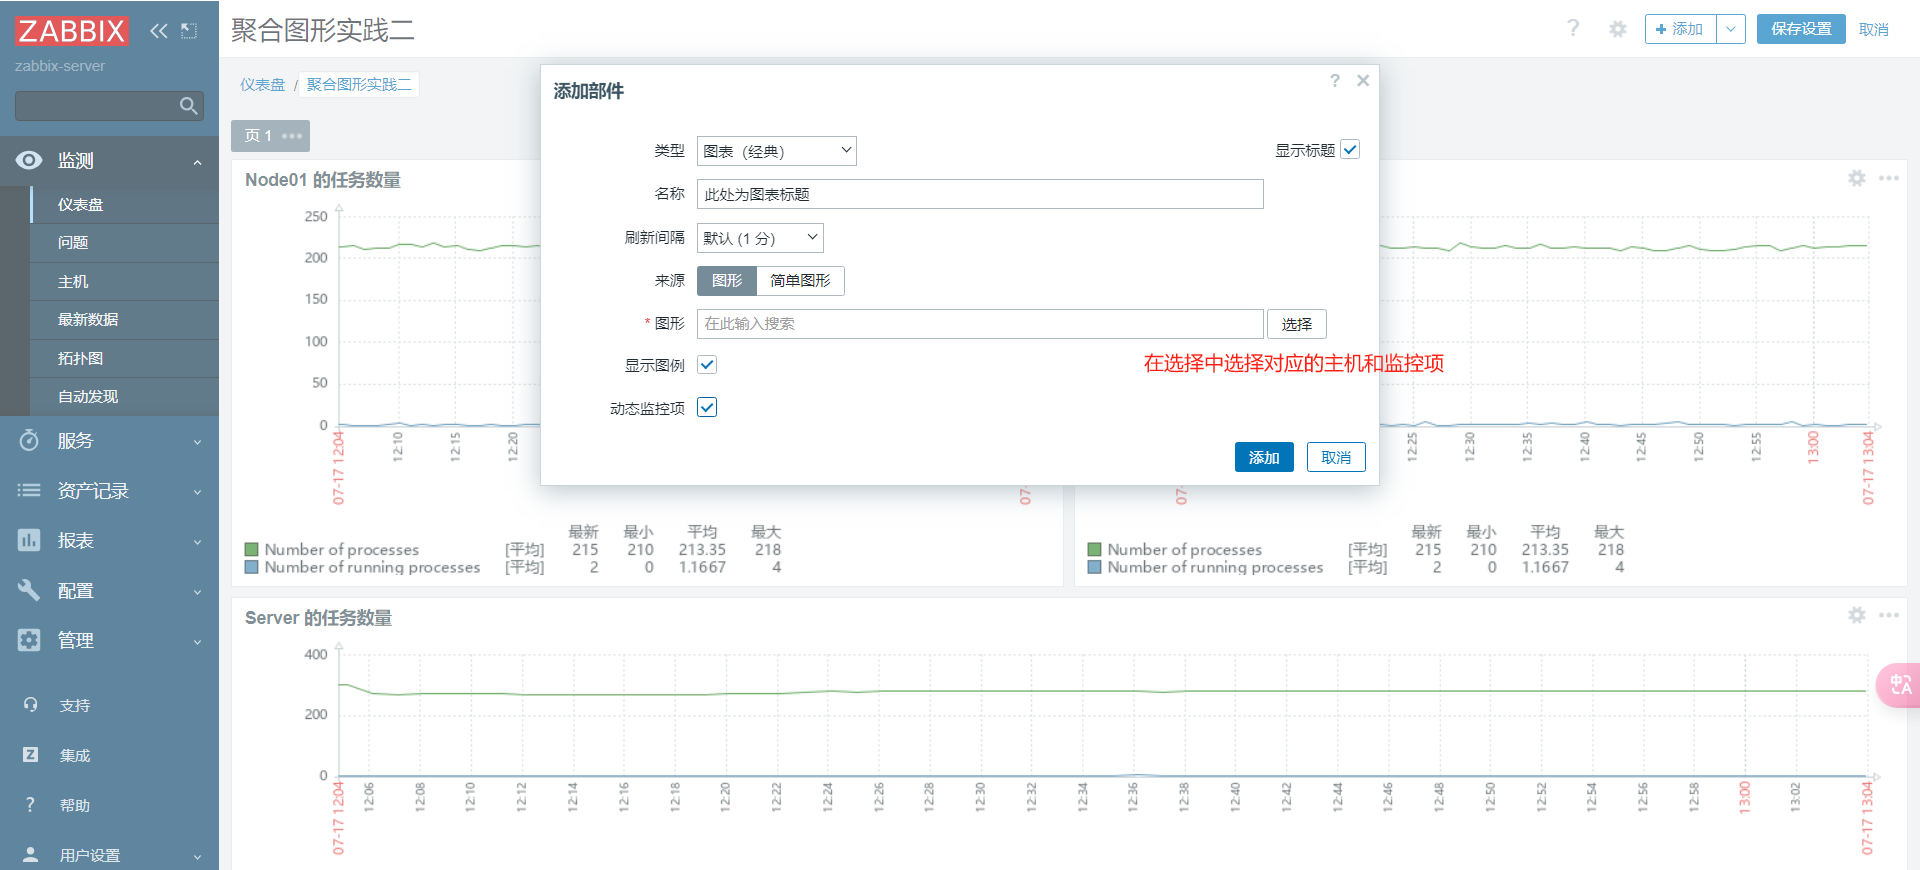 ZABBIX
zabbix-server
监测
仪表盘
问题
主机
最新数据
拓扑图
自动发现
服务
资产记录
报表
配置
管理
支持
集成
帮助
用户设置
聚合图形实践二
?
添加
保存设置
取消
仪表盘 / 聚合图形实践二
页 1
添加部件
?
类型 图表（经典） 显示标题
名称 此处为图表标题
刷新间隔 默认 (1 分)
来源 图形 简单图形
* 图形 在此输入搜索 选择
显示图例
在选择中选择对应的主机和监控项
动态监控项
添加 取消
Node01 的任务数量
250
200
150
100
50
0
07-17 12:04
12:10
12:15
12:20
07
最新 最小 平均 最大
Number of processes [平均] 215 210 213.35 218
Number of running processes [平均] 2 0 1.1667 4
07
12:25
12:30
12:35
12:40
12:45
12:50
12:55
13:00
07-17 13:04
最新 最小 平均 最大
Number of processes [平均] 215 210 213.35 218
Number of running processes [平均] 2 0 1.1667 4
Server 的任务数量
400
200
0
07-17 12:04
12:06
12:08
12:10
12:12
12:14
12:16
12:18
12:20
12:22
12:24
12:26
12:28
12:30
12:32
12:34
12:36
12:38
12:40
12:42
12:44
12:46
12:48
12:50
12:52
12:54
12:56
12:58
13:00
13:02
07-17 13:04
中A